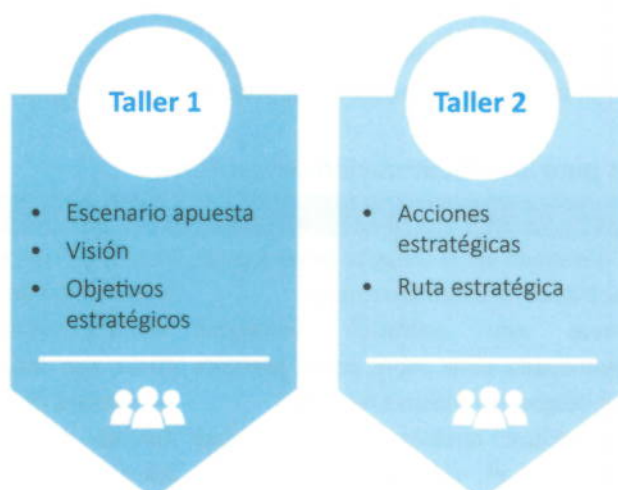 Taller 1
• Escenario apuesta
• Visión
• Objetivos
estratégicos
Taller 2
• Acciones
estratégicas
• Ruta estratégica